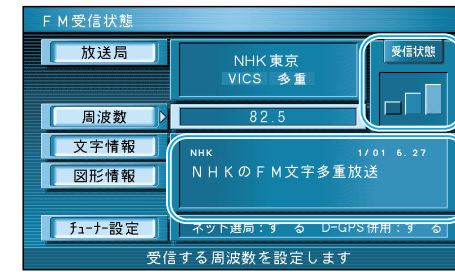 FM受信状態
放送局
NHK東京
VICS 多重
受信状態
周波数
82.5
文字情報
図形情報
NHK 1/01 6.27
NHKのFM文字多重放送
ﾁｭｰﾅｰ設定
ネット選局:す る D-GPS併用:す る
受信する周波数を設定します